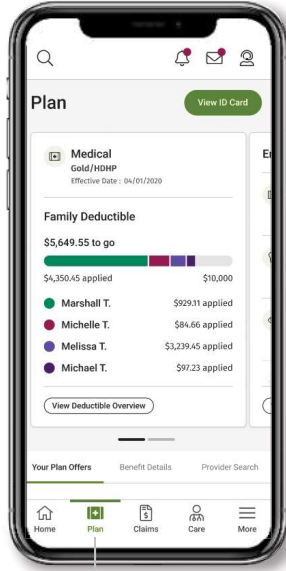 Plan
View ID Card
Medical
Gold/HDHP
Effective Date : 04/01/2020
Family Deductible
$5,649.55 to go
$4,350.45 applied $10,000
Marshall T. $929.11 applied
Michelle T. $84.66 applied
Melissa T. $3,239.45 applied
Michael T. $97.23 applied
View Deductible Overview
Your Plan Offers Benefit Details Provider Search
Home Plan Claims Care More